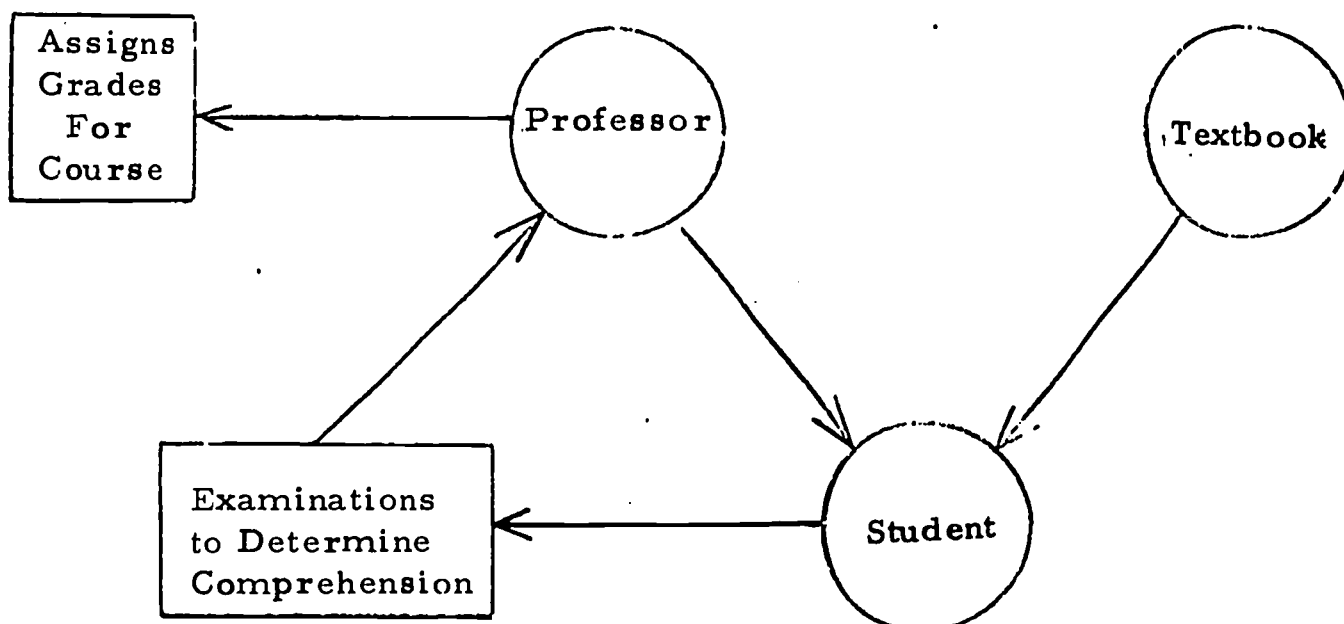 Assigns
Grades
For
Course
Professor
Textbook
Examinations
to Determine
Comprehension
Student